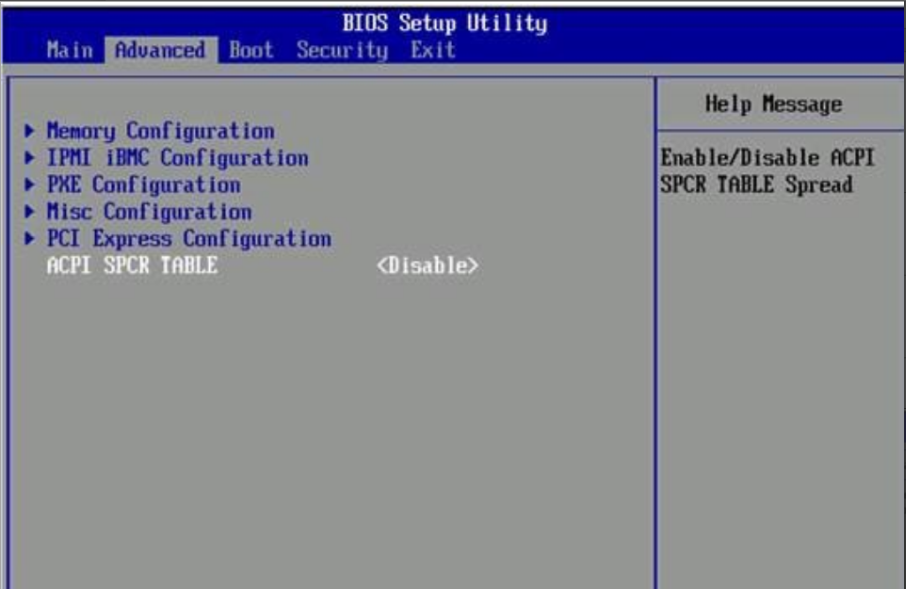 BIOS Setup Utility
Main Advanced Boot Security Exit
Memory Configuration
IPMI iBMC Configuration
PXE Configuration
Misc Configuration
PCI Express Configuration
ACPI SPCR TABLE <Disable>
Help Message
Enable/Disable ACPI
SPCR TABLE Spread